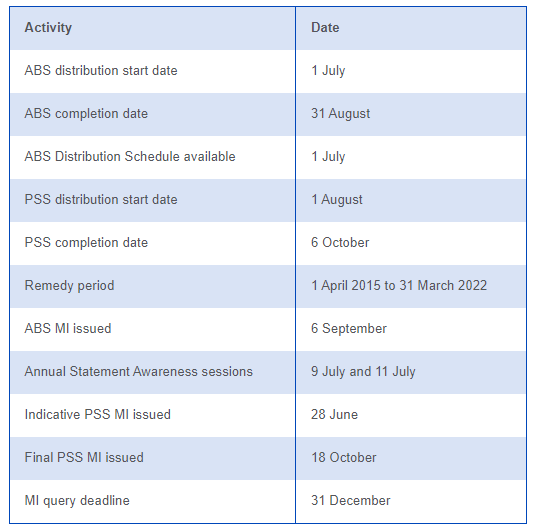 Activity Date
ABS distribution start date 1 July
ABS completion date 31 August
ABS Distribution Schedule available 1 July
PSS distribution start date 1 August
PSS completion date 6 October
Remedy period 1 April 2015 to 31 March 2022
ABS MI issued 6 September
Annual Statement Awareness sessions 9 July and 11 July
Indicative PSS MI issued 28 June
Final PSS MI issued 18 October
MI query deadline 31 December